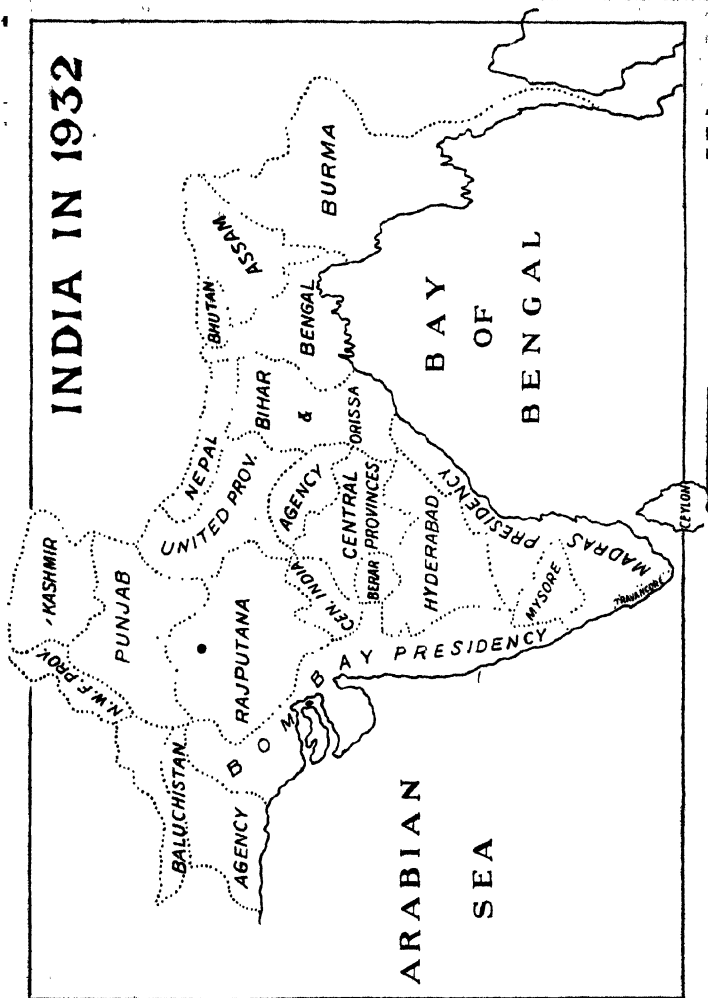 INDIA IN 1932
KASHMIR
N.W.F. PROV.
PUNJAB
BALUCHISTAN
AGENCY
RAJPUTANA
UNITED PROV.
NEPAL
BHUTAN
ASSAM
BIHAR
&
ORISSA
BENGAL
BURMA
CEN. INDIA
AGENCY
CENTRAL
PROVINCES
BERAR
HYDERABAD
BOMBAY PRESIDENCY
MYSORE
MADRAS PRESIDENCY
TRAVANCORE
CEYLON
ARABIAN
SEA
BAY
OF
BENGAL